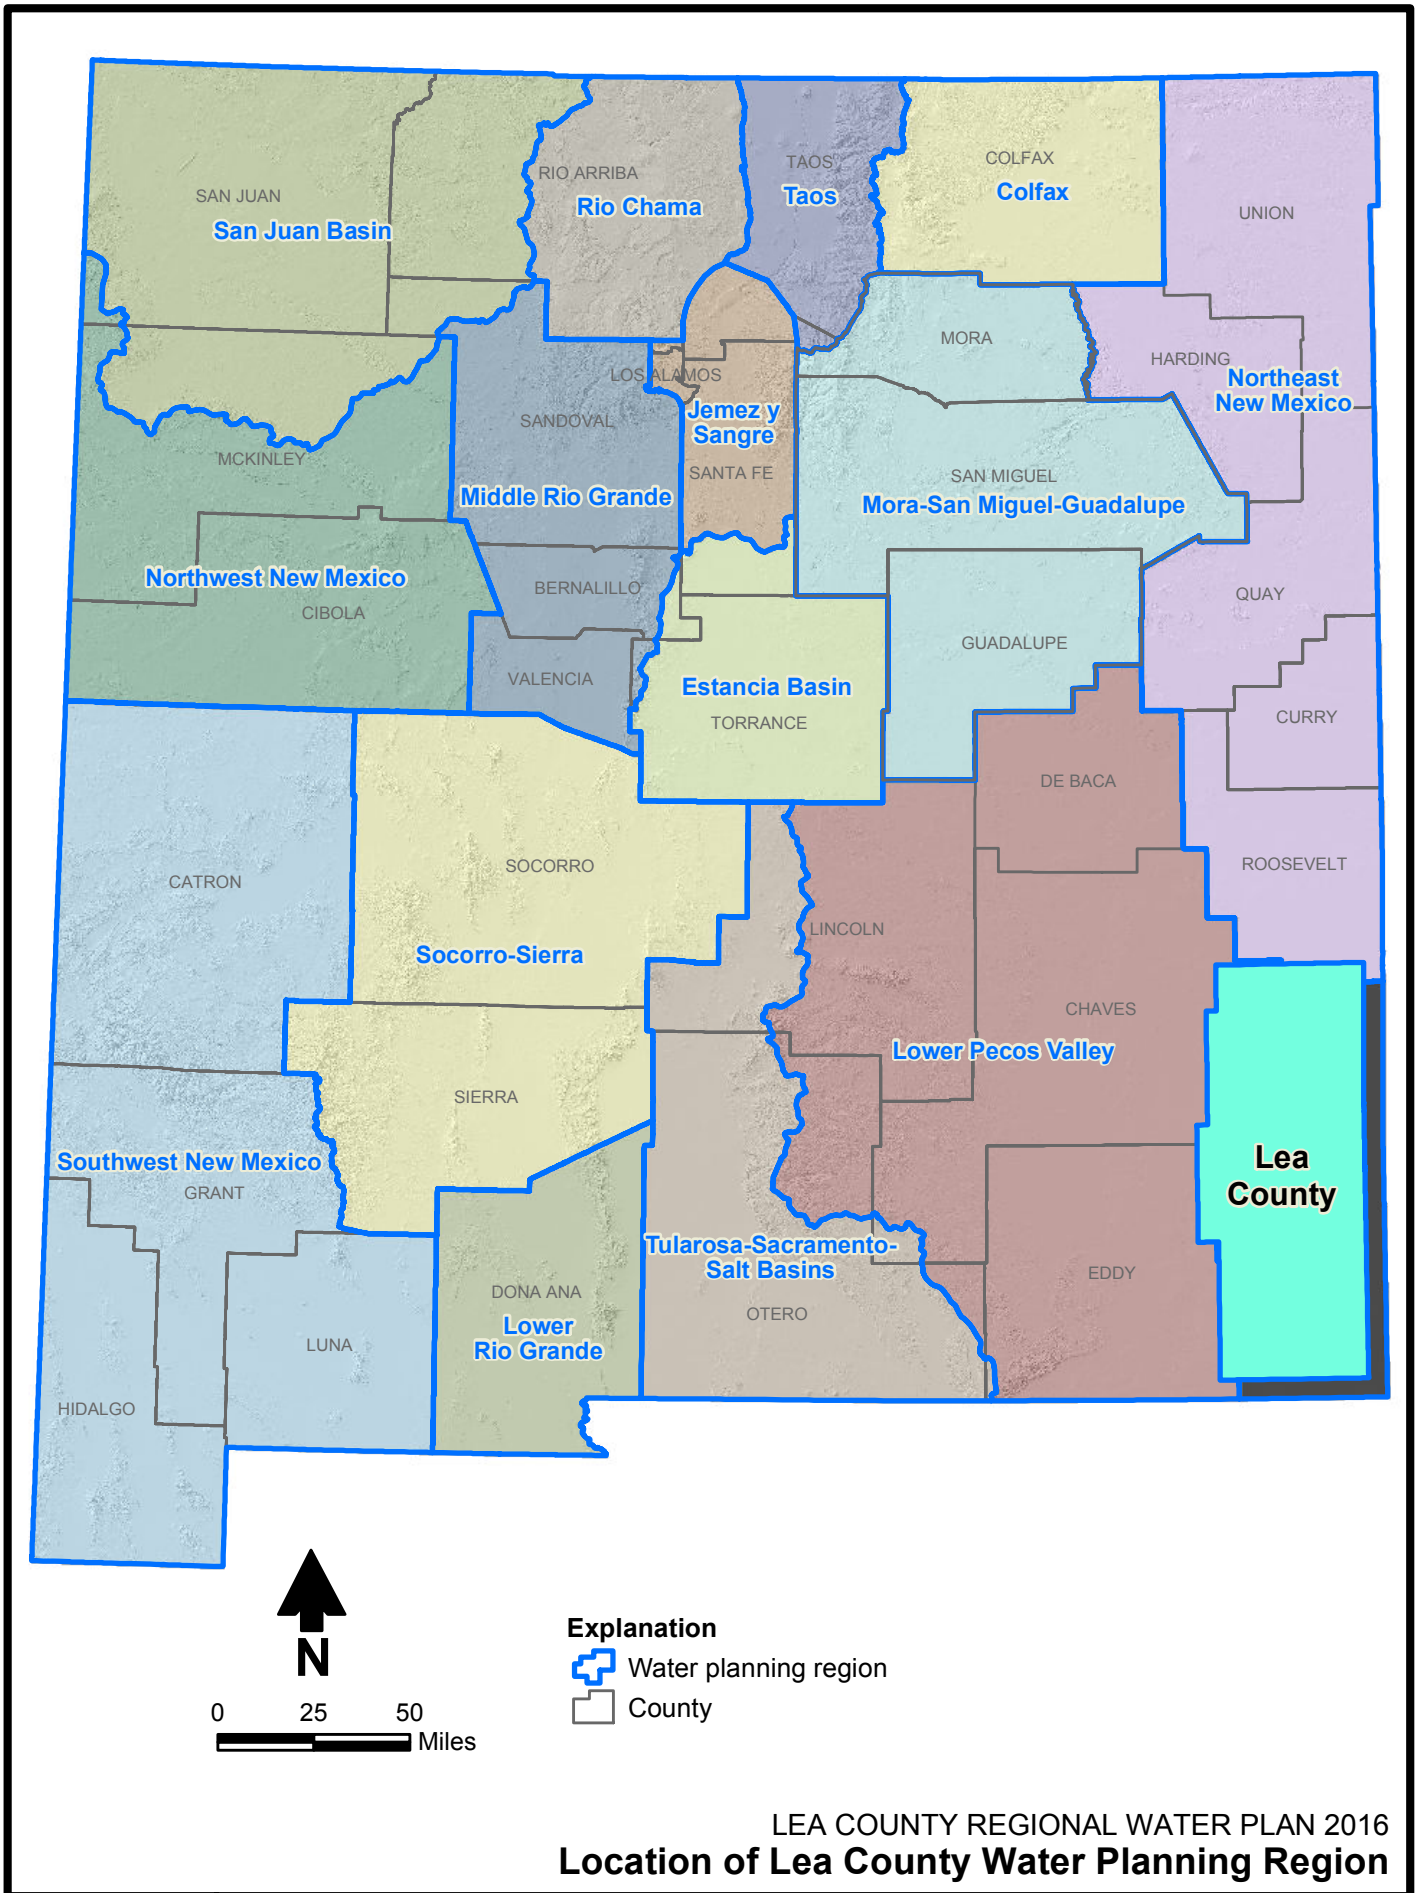 TAOS
COLFAX
RIO ARRIBA
SAN JUAN
Taos
Colfax
Rio Chama
UNION
San Juan Basin
MORA
HARDING
LOS ALAMOS
Northeast
New Mexico
Jemez y
Sangre
SANDOVAL
MCKINLEY
SANTA FE
SAN MIGUEL
Middle Rio Grande
Mora-San Miguel-Guadalupe
Northwest New Mexico
BERNALILLO
QUAY
CIBOLA
GUADALUPE
VALENCIA
Estancia Basin
TORRANCE
CURRY
DE BACA
SOCORRO
ROOSEVELT
CATRON
LINCOLN
Socorro-Sierra
CHAVES
Lower Pecos Valley
SIERRA
Southwest New Mexico
GRANT
Lea
County
Tularosa-Sacramento-
Salt Basins
EDDY
DONA ANA
OTERO
Lower
Rio Grande
LUNA
HIDALGO
N
0 25 50
Miles
Explanation
Water planning region
County
LEA COUNTY REGIONAL WATER PLAN 2016
Location of Lea County Water Planning Region